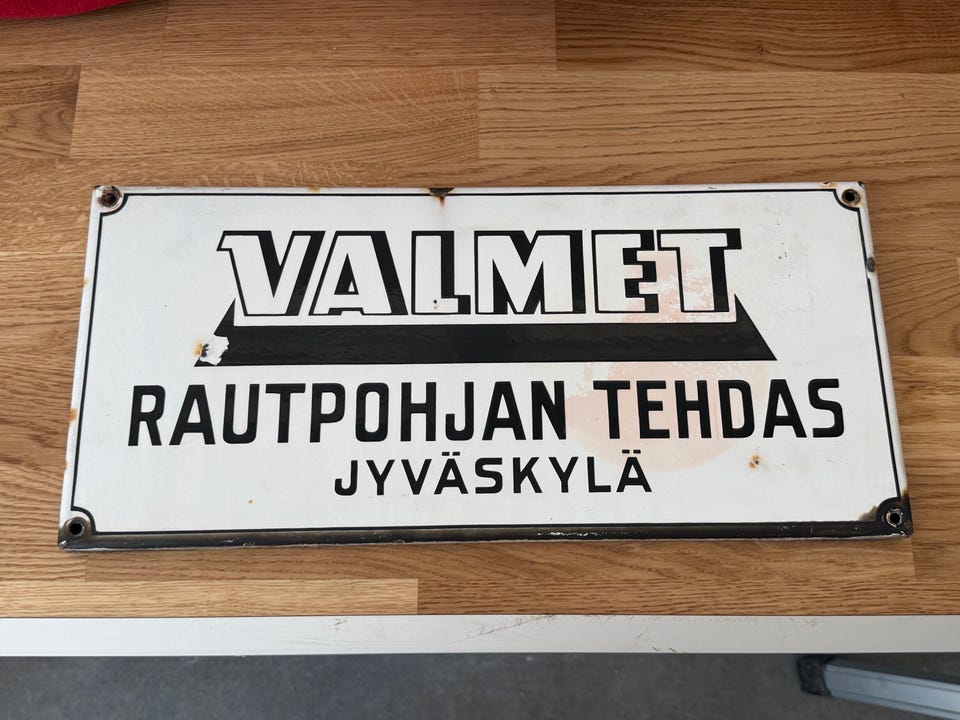 VALMET
RAUTPOHJAN TEHDAS
JYVÄSKYLÄ